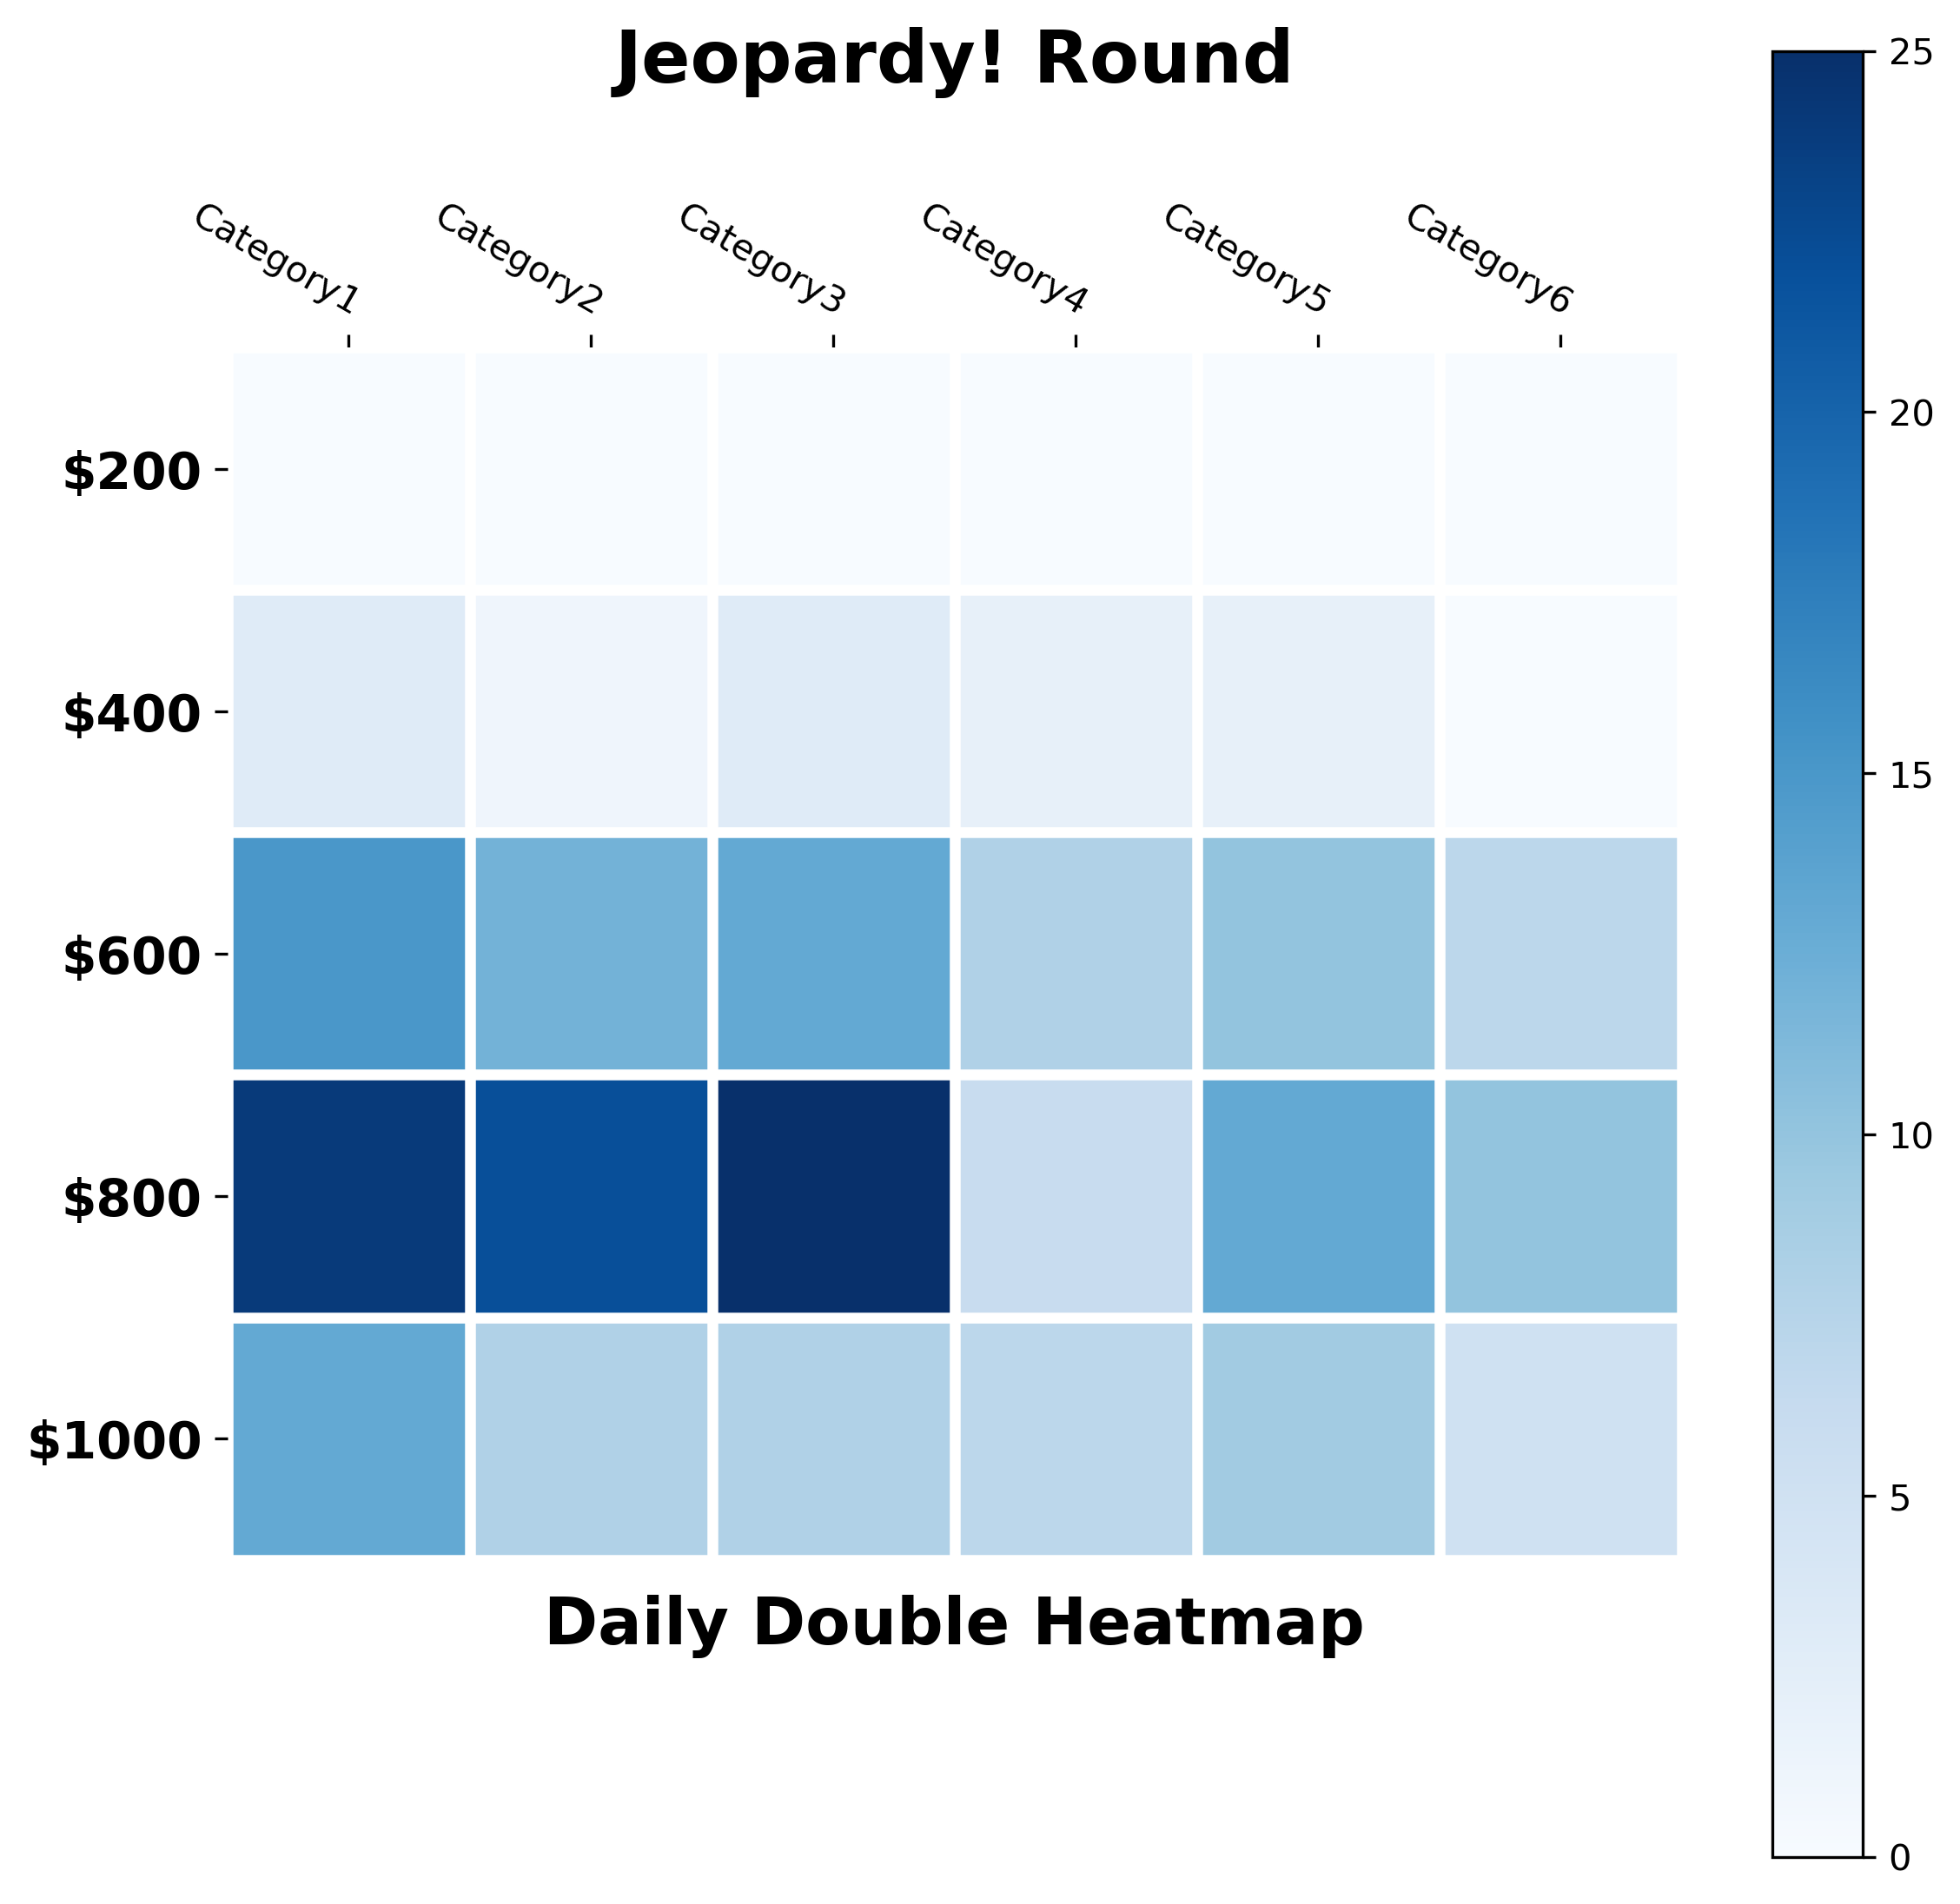 Jeopardy! Round
Category1
Category2
Category3
Category4
Category5
Category6
$200
$400
$600
$800
$1000
Daily Double Heatmap
25
20
15
10
5
0